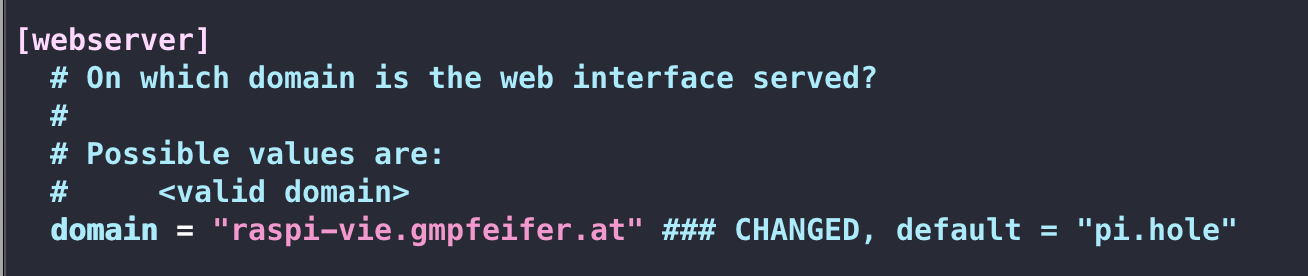 [webserver]
  # On which domain is the web interface served?
  #
  # Possible values are:
  #     <valid domain>
  domain = "raspi-vie.gmpfeifer.at" ### CHANGED, default = "pi.hole"